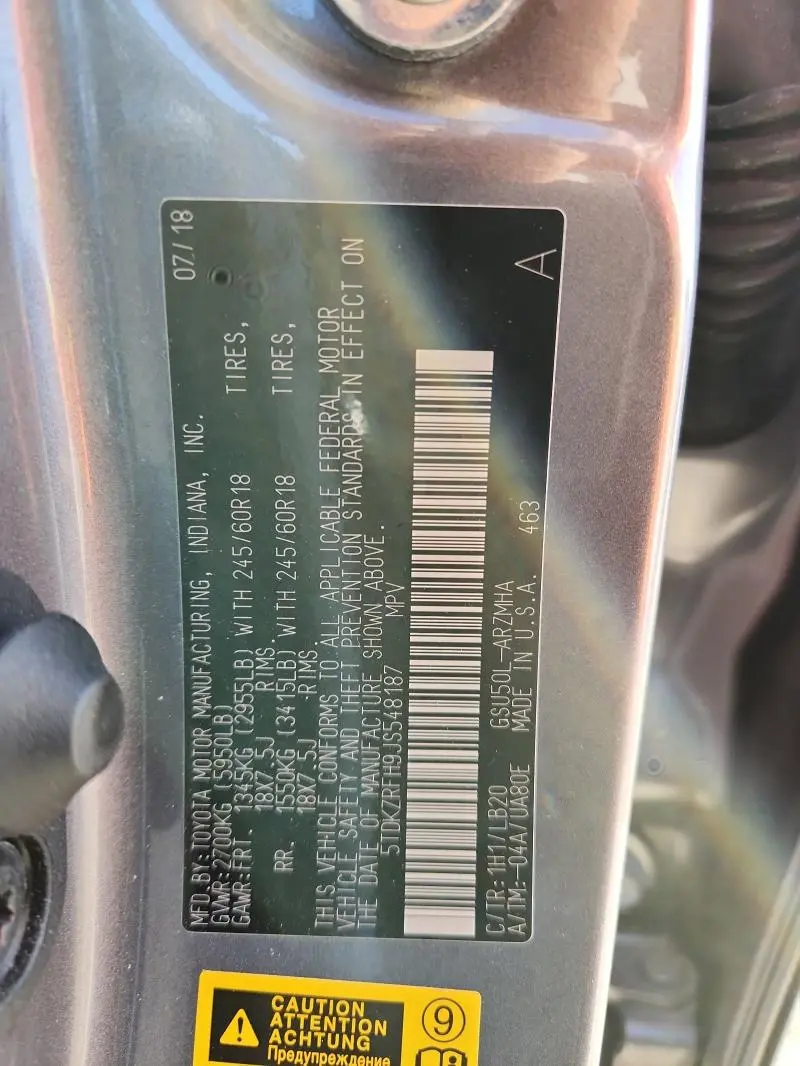 MFD.BY:TOYOTA MOTOR MANUFACTURING, INDIANA, INC. 07/18
GVWR:2700KG (5950LB)
GAWR:FRT. 1345KG (2955LB) WITH 245/60R18 TIRES,
18X7.5J RIMS.
RR. 1550KG (3415LB) WITH 245/60R18 TIRES,
18X7.5J RIMS.
THIS VEHICLE CONFORMS TO ALL APPLICABLE FEDERAL MOTOR
VEHICLE SAFETY AND THEFT PREVENTION STANDARDS IN EFFECT ON
THE DATE OF MANUFACTURE SHOWN ABOVE.
5TDKZRFH9JS548187 MPV
C/TR:1H1/LB20 GSU50L-ARZMHA
A/TM:-04A/UA80E MADE IN U.S.A. 463 A
CAUTION
ATTENTION
ACHTUNG
Предупреждение
9